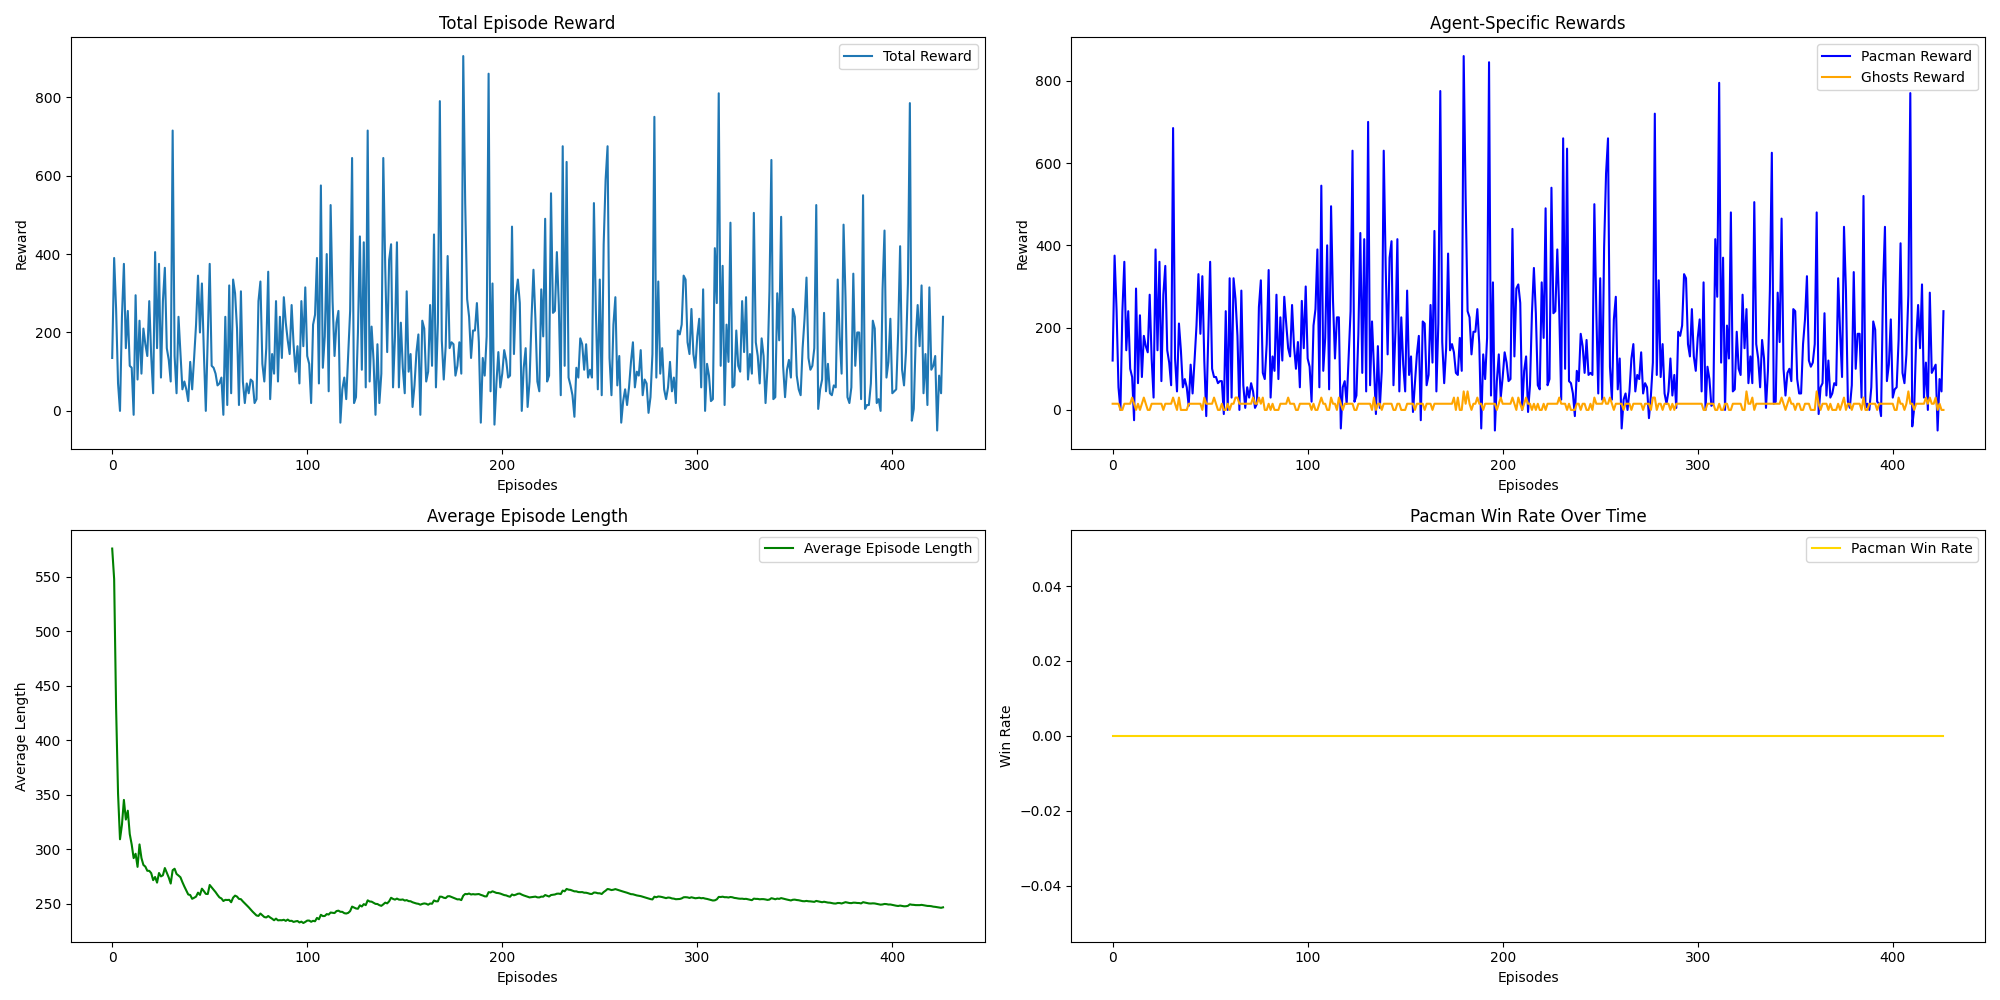 Total Episode Reward
Total Reward
Reward
800
600
400
200
0
0 100 200 300 400
Episodes
Agent-Specific Rewards
Pacman Reward
Ghosts Reward
Reward
800
600
400
200
0
0 100 200 300 400
Episodes
Average Episode Length
Average Episode Length
Average Length
550
500
450
400
350
300
250
0 100 200 300 400
Episodes
Pacman Win Rate Over Time
Pacman Win Rate
Win Rate
0.04
0.02
0.00
−0.02
−0.04
0 100 200 300 400
Episodes